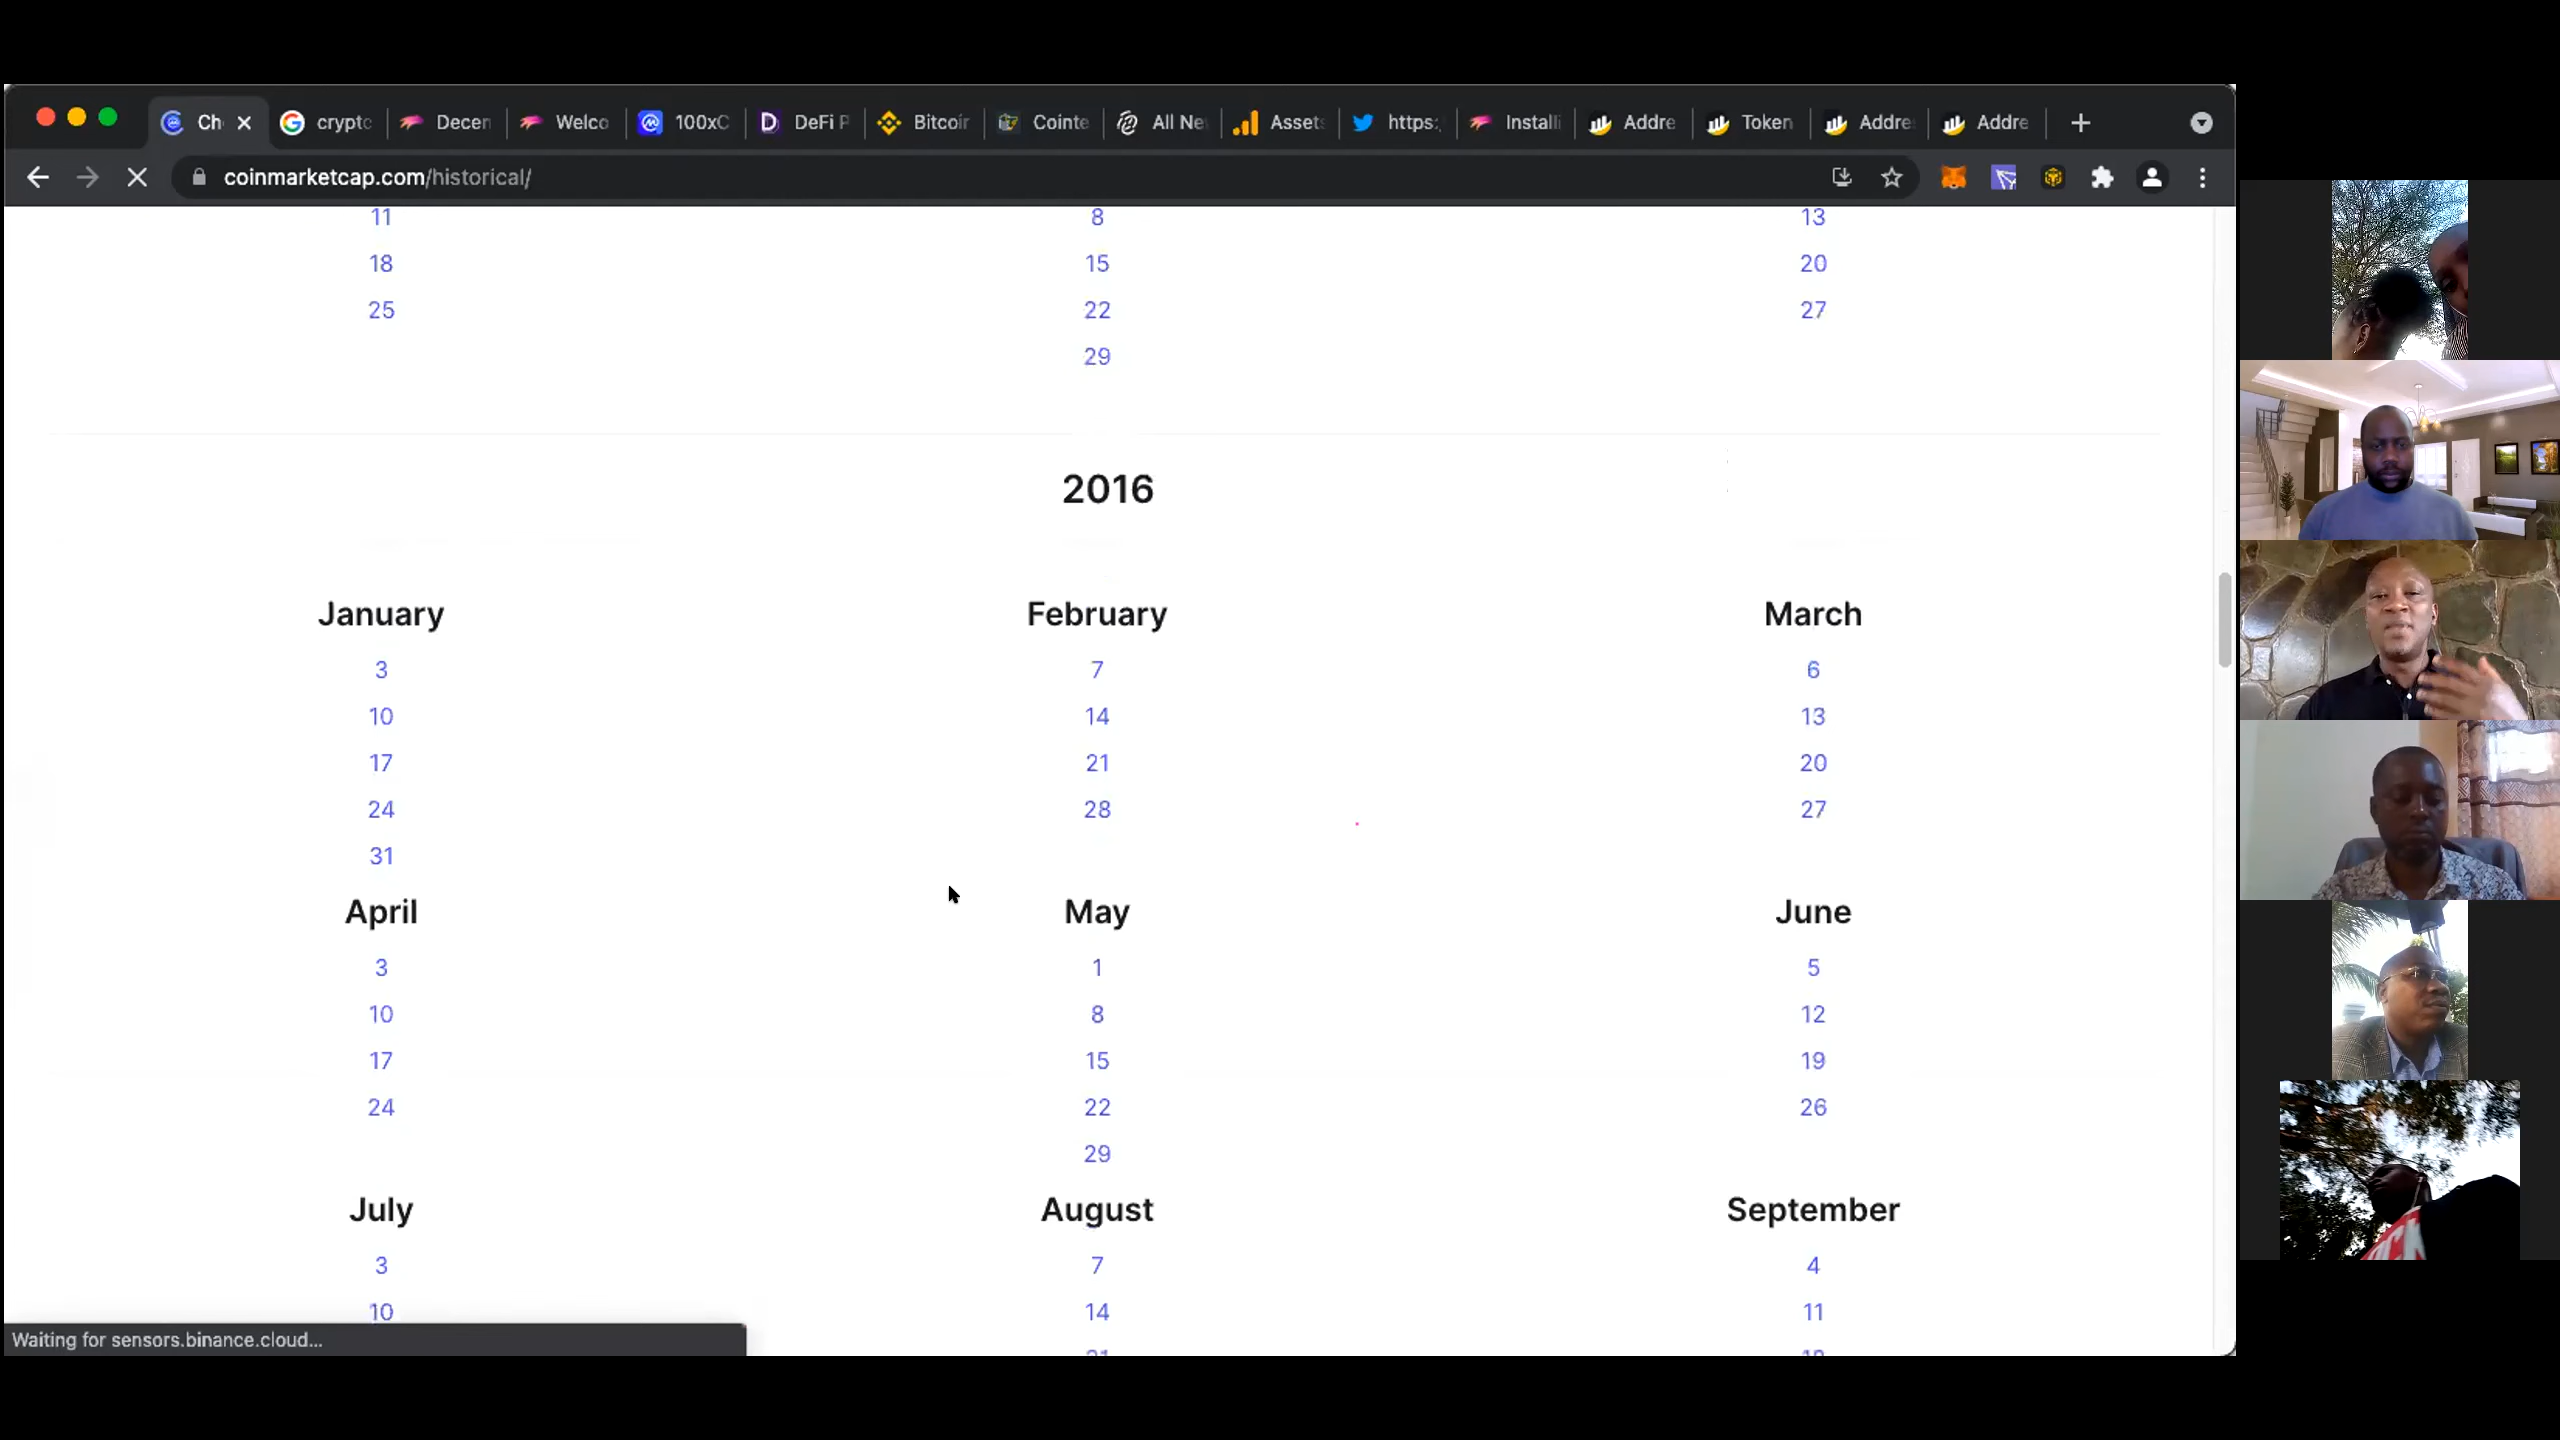 Ch
crypto
Decen
Welco
100xC
DeFi P
Bitcoir
Cointe
All Ne
Asset
https:
Installi
Addre
Token
Addre
Addre
coinmarketcap.com/historical/
11 8 13
18 15 20
25 22 27
29
2016
January February March
3 7 6
10 14 13
17 21 20
24 28 27
31
April May June
3 1 5
10 8 12
17 15 19
24 22 26
29
July August September
3 7 4
10 14 11
21 18
Waiting for sensors.binance.cloud...